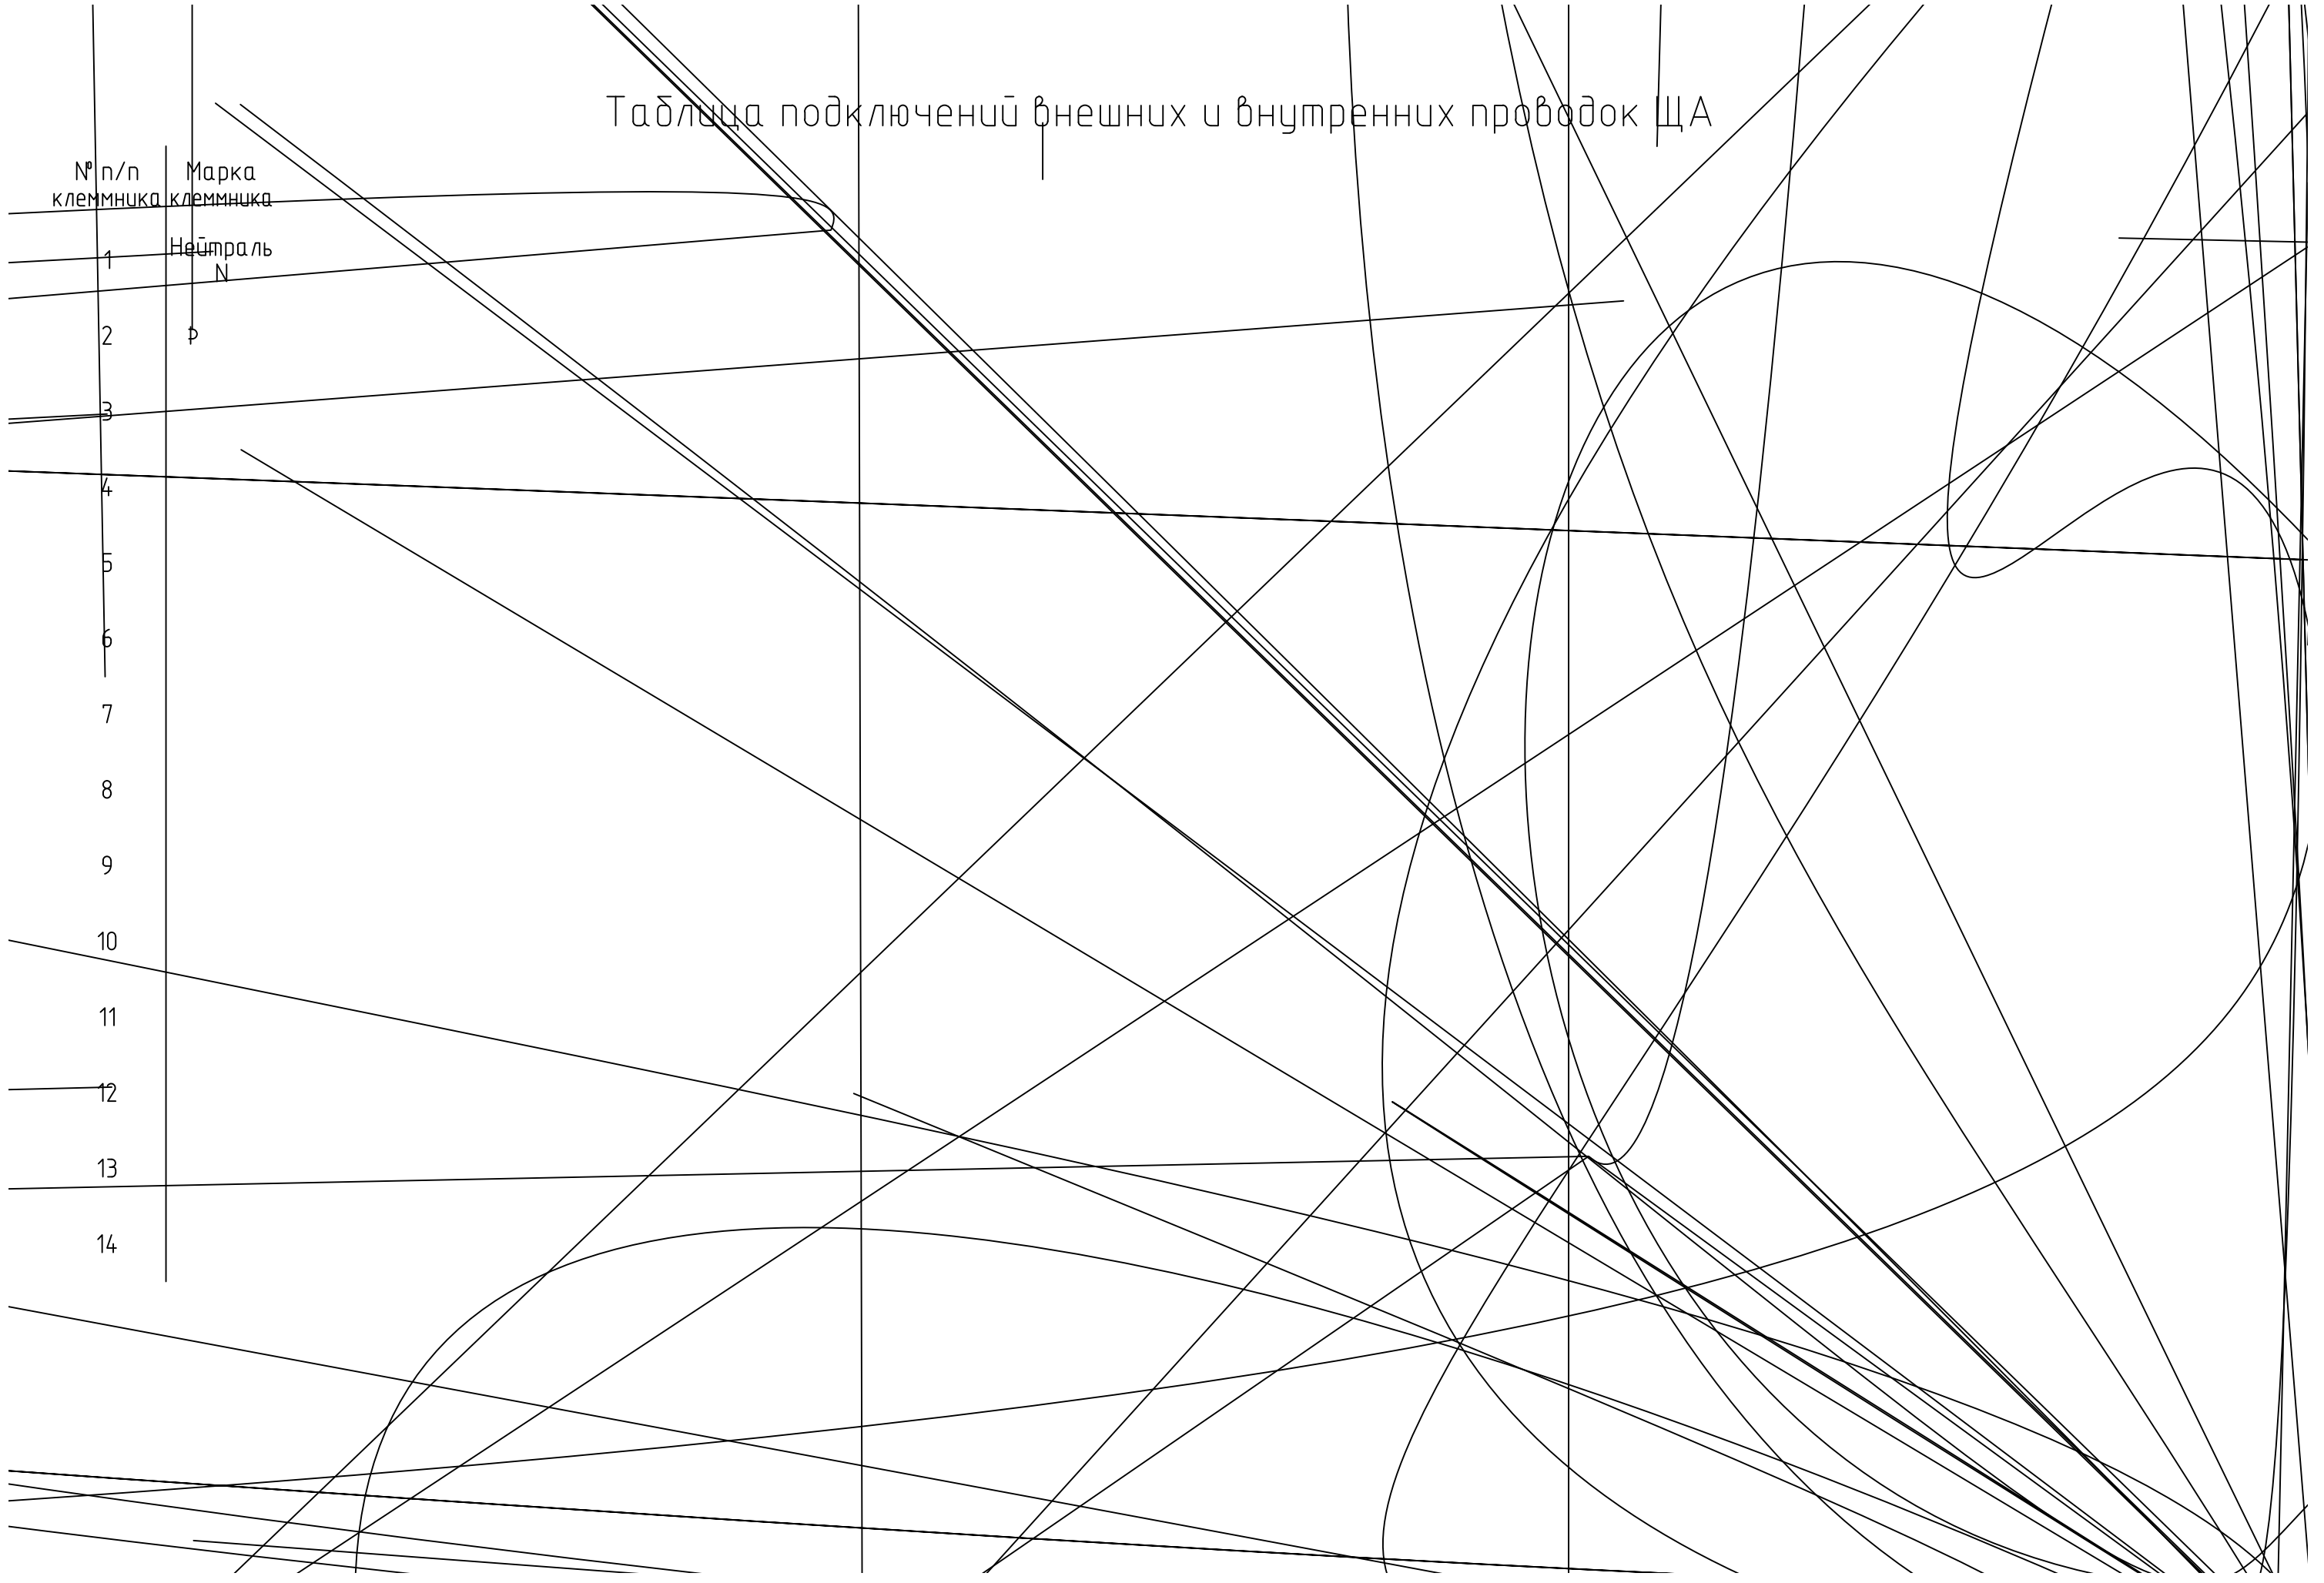 Таблица подключений внешних и внутренних проводок ЩА
№ п/п
клеммника
Марка
клеммника
1
Нейтраль
N
2
Р
3
4
5
6
7
8
9
10
11
12
13
14